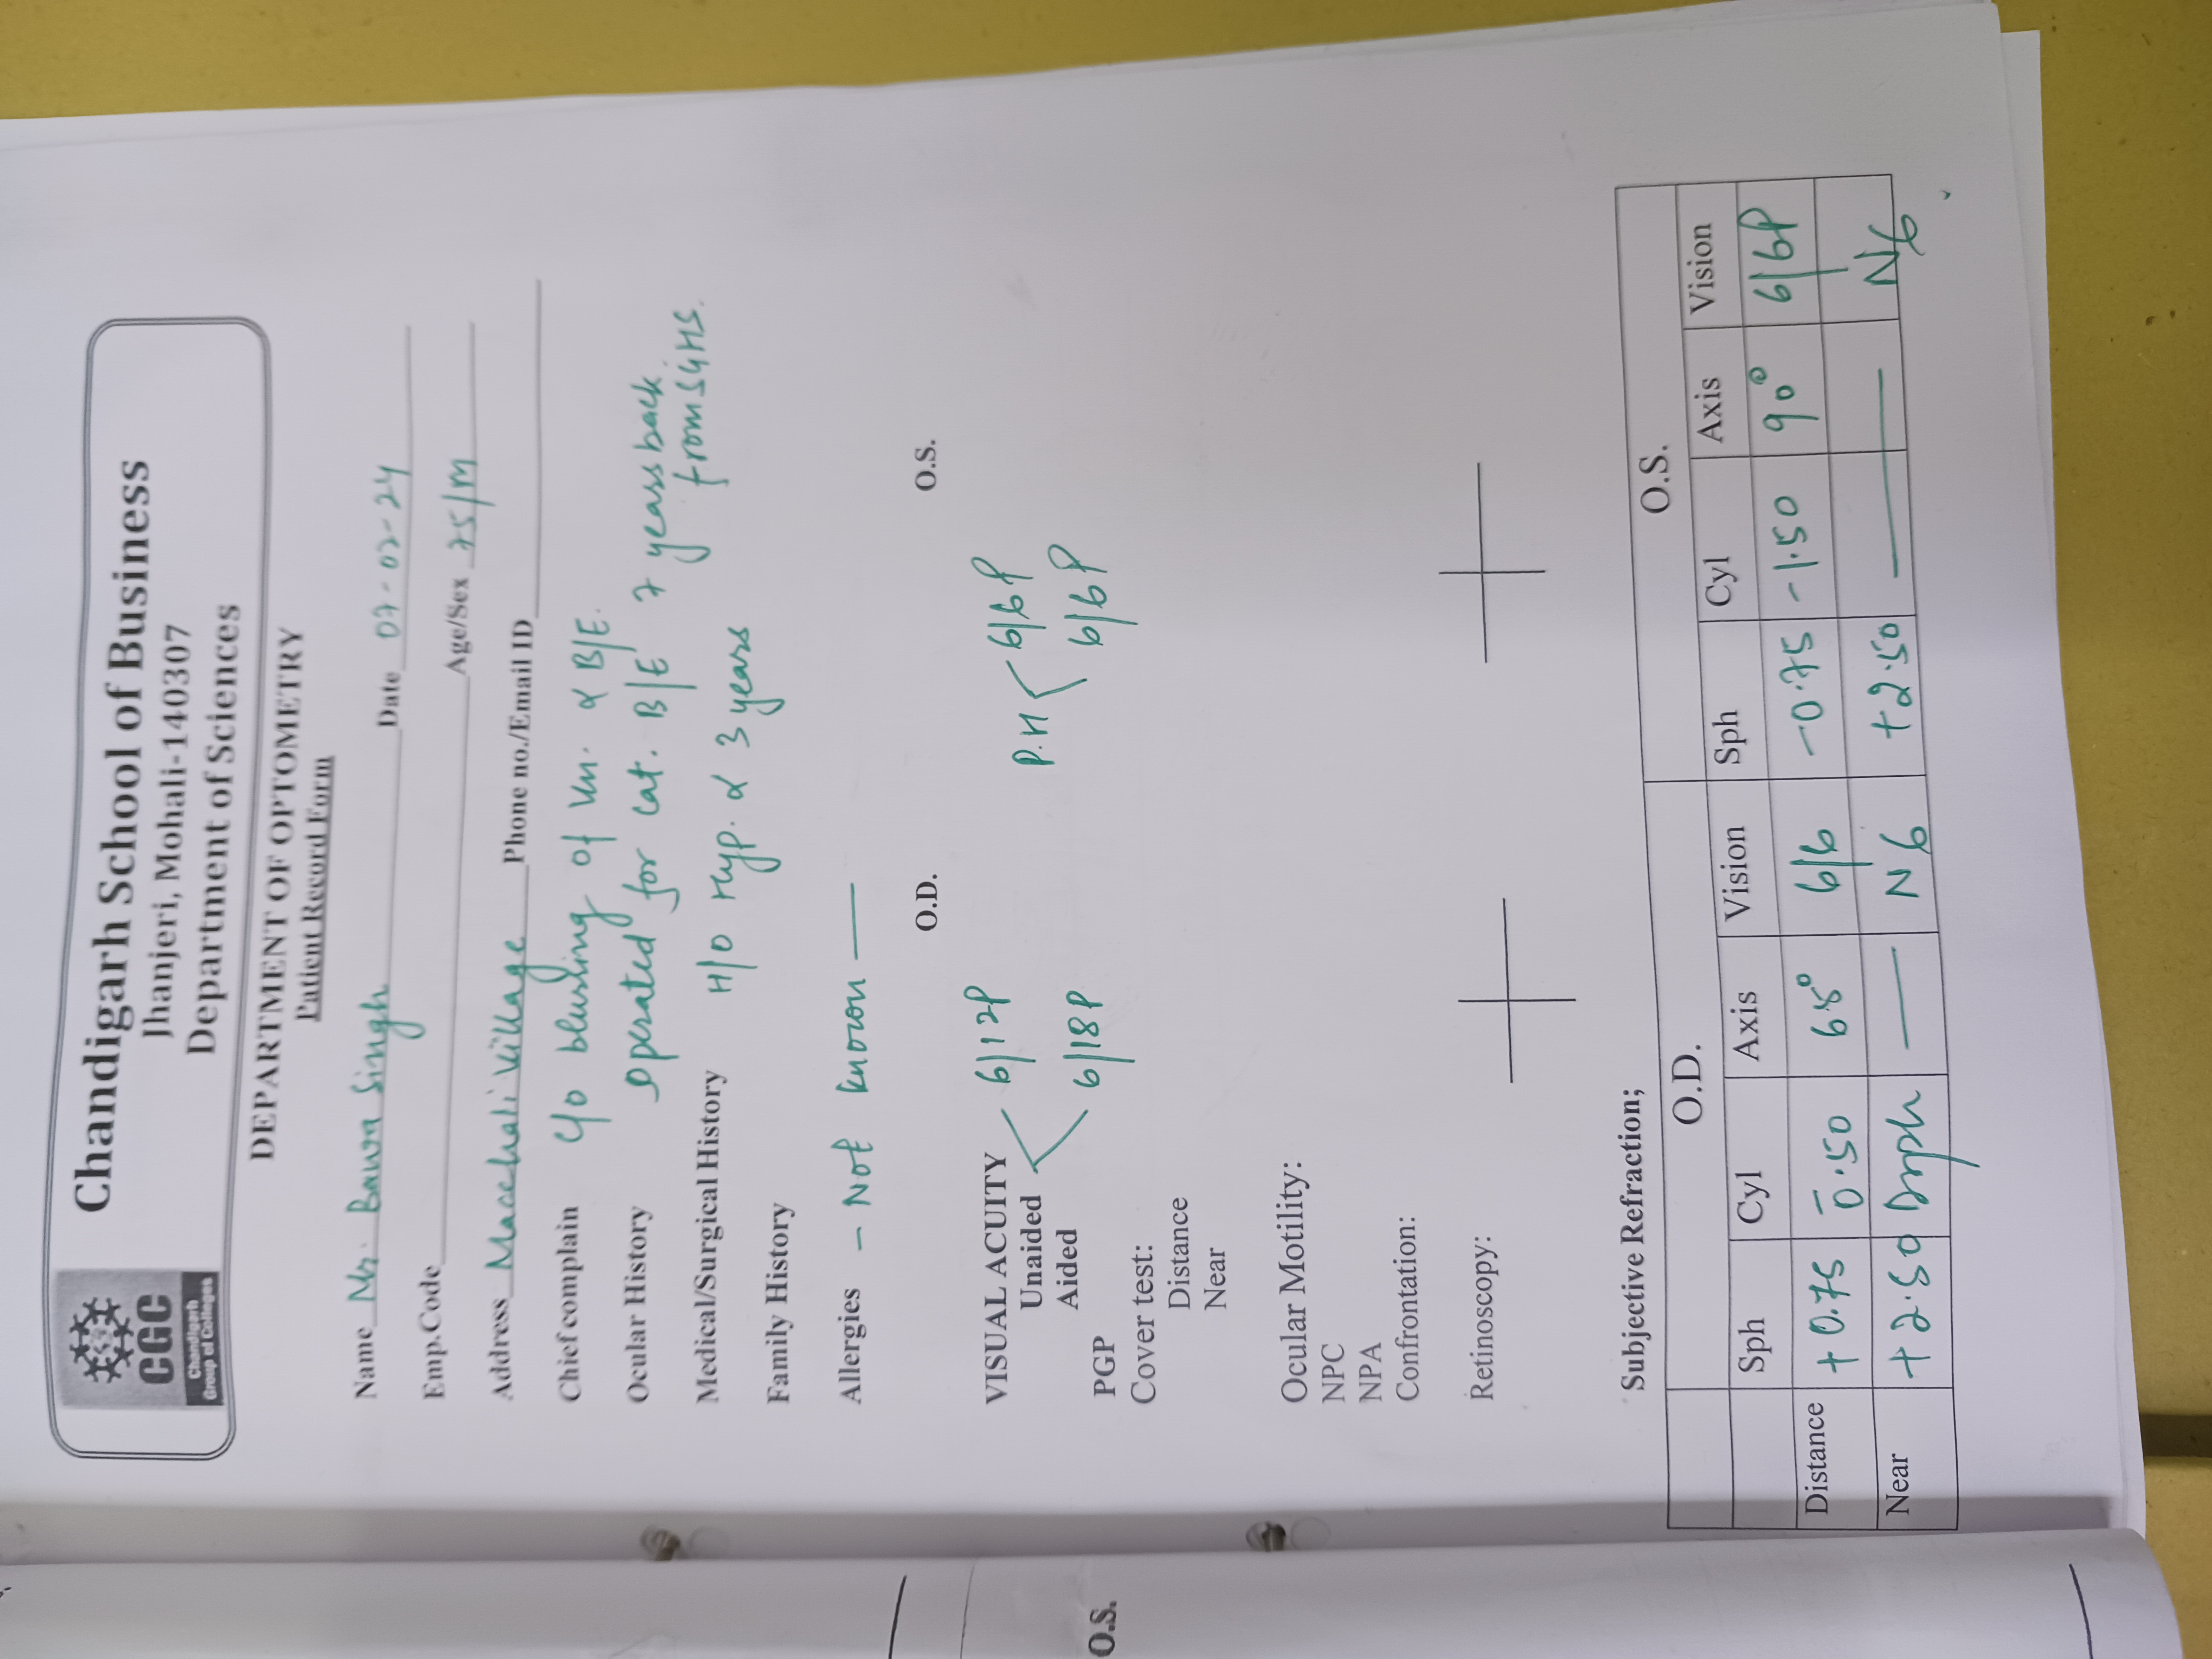 CGC
Chandigarh
Group of Colleges
Chandigarh School of Business
Jhanjeri, Mohali-140307
Department of Sciences
DEPARTMENT OF OPTOMETRY
Patient Record Form
Name Mr. Bawa Singh Date 07-02-24
Emp.Code Age/Sex 75/M
Address Macchali Village Phone no./Email ID
Chief complain C/o blurring of Vn. α B/E.
Ocular History Operated for Cat. B/E 7 years back
from SGHS.
Medical/Surgical History H/O Hyp. α 3 years
Family History
Allergies - Not known —
O.D. O.S.
VISUAL ACUITY 6/12P 6/6P
Unaided P.H
Aided 6/18P 6/6P
PGP
Cover test:
Distance
Near
Ocular Motility:
NPC
NPA
Confrontation:
Retinoscopy:
Subjective Refraction;
O.D. O.S.
Sph Cyl Axis Vision Sph Cyl Axis Vision
Distance +0.75 -0.50 68° 6/6 -0.75 -1.50 90° 6/6P
Near +2.50 Dsph — N6 +2.50 — N6
O.S.